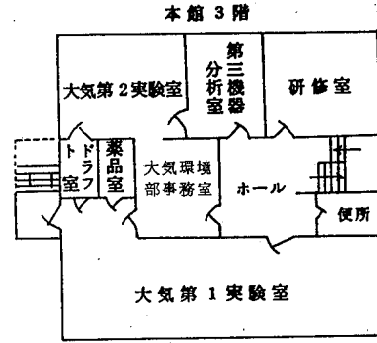 本館3階
大気第2実験室
第三機器
分析室
研修室
ドラフ
ト室
薬品室
大気環境
部事務室
ホール
便所
大気第1実験室